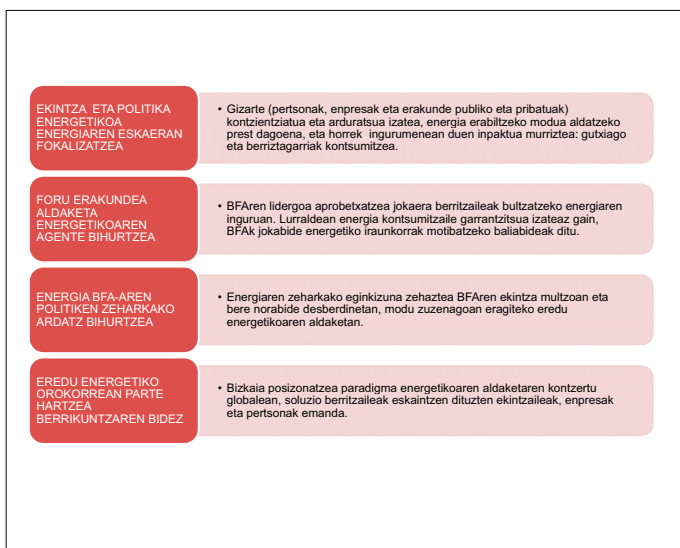 EKINTZA ETA POLITIKA
ENERGETIKOA
ENERGIAREN ESKAERAN
FOKALIZATZEA
• Gizarte (pertsonak, enpresak eta erakunde publiko eta pribatuak)
kontzientziatua eta arduratsua izatea, energia erabiltzeko modua aldatzeko
prest dagoena, eta horrek ingurumenean duen inpaktua murriztea: gutxiago
eta berriztagarriak kontsumitzea.
FORU ERAKUNDEA
ALDAKETA
ENERGETIKOAREN
AGENTE BIHURTZEA
• BFAren lidergoa aprobetxatzea jokaera berritzaileak bultzatzeko energiaren
inguruan. Lurraldean energia kontsumitzaile garrantzitsua izateaz gain,
BFAk jokabide energetiko iraunkorrak motibatzeko baliabideak ditu.
ENERGIA BFA-AREN
POLITIKEN ZEHARKAKO
ARDATZ BIHURTZEA
• Energiaren zeharkako eginkizuna zehaztea BFAren ekintza multzoan eta
bere norabide desberdinetan, modu zuzenagoan eragiteko eredu
energetikoaren aldaketan.
EREDU ENERGETIKO
OROKORREAN PARTE
HARTZEA
BERRIKUNTZAREN BIDEZ
• Bizkaia posizonatzea paradigma energetikoaren aldaketaren kontzertu
globalean, soluzio berritzaileak eskaintzen dituzten ekintzaileak, enpresak
eta pertsonak emanda.